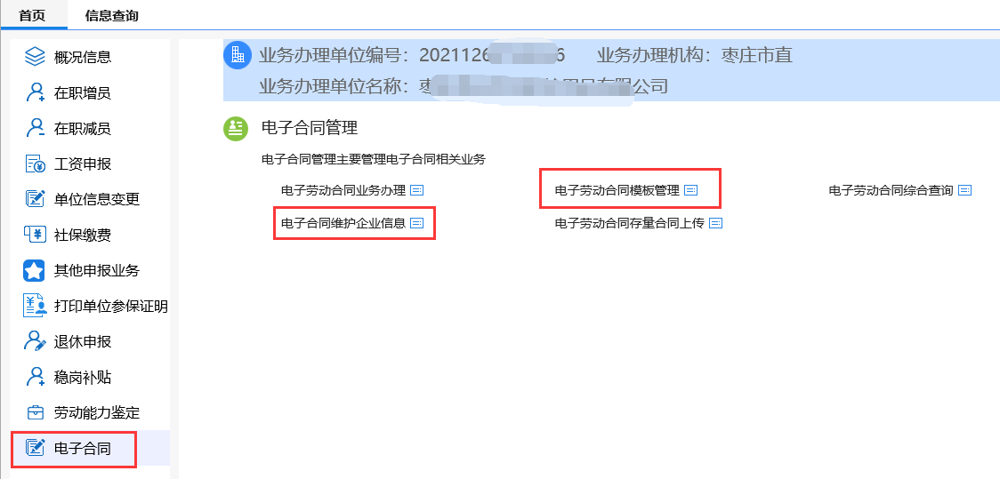 首页 信息查询
概况信息
在职增员
在职减员
工资申报
单位信息变更
社保缴费
其他申报业务
打印单位参保证明
退休申报
稳岗补贴
劳动能力鉴定
电子合同
业务办理单位编号：2021126 6 业务办理机构：枣庄市直
业务办理单位名称：枣 有限公司
电子合同管理
电子合同管理主要管理电子合同相关业务
电子劳动合同业务办理 电子劳动合同模板管理 电子劳动合同综合查询
电子合同维护企业信息 电子劳动合同存量合同上传